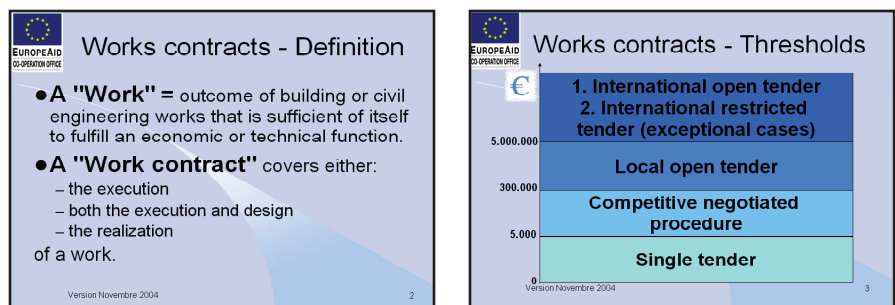 EUROPEAID
CO-OPERATION OFFICE
Works contracts - Definition
●A "Work" = outcome of building or civil
engineering works that is sufficient of itself
to fulfill an economic or technical function.
●A "Work contract" covers either:
– the execution
– both the execution and design
– the realization
of a work.
Version Novembre 2004
2
EUROPEAID
CO-OPERATION OFFICE
Works contracts - Thresholds
€
1. International open tender
2. International restricted
tender (exceptional cases)
5.000.000
Local open tender
300.000
Competitive negotiated
procedure
5.000
Single tender
0
Version Novembre 2004
3